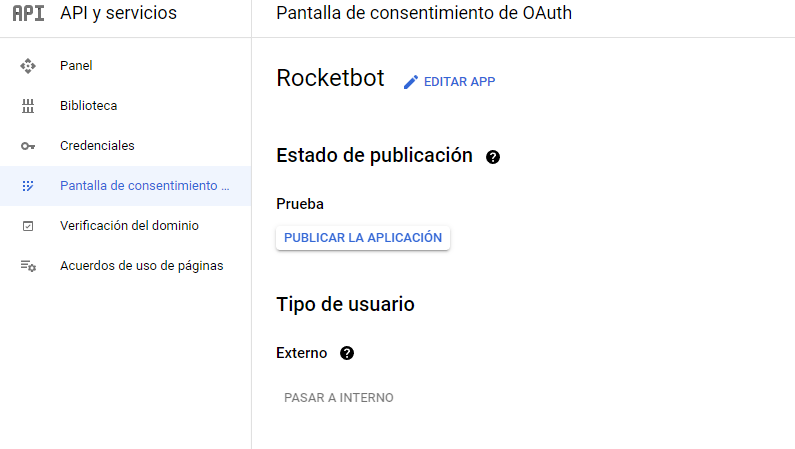 API API y servicios
Pantalla de consentimiento de OAuth
Panel
Biblioteca
Credenciales
Pantalla de consentimiento ...
Verificación del dominio
Acuerdos de uso de páginas
Rocketbot EDITAR APP
Estado de publicación ?
Prueba
PUBLICAR LA APLICACIÓN
Tipo de usuario
Externo ?
PASAR A INTERNO